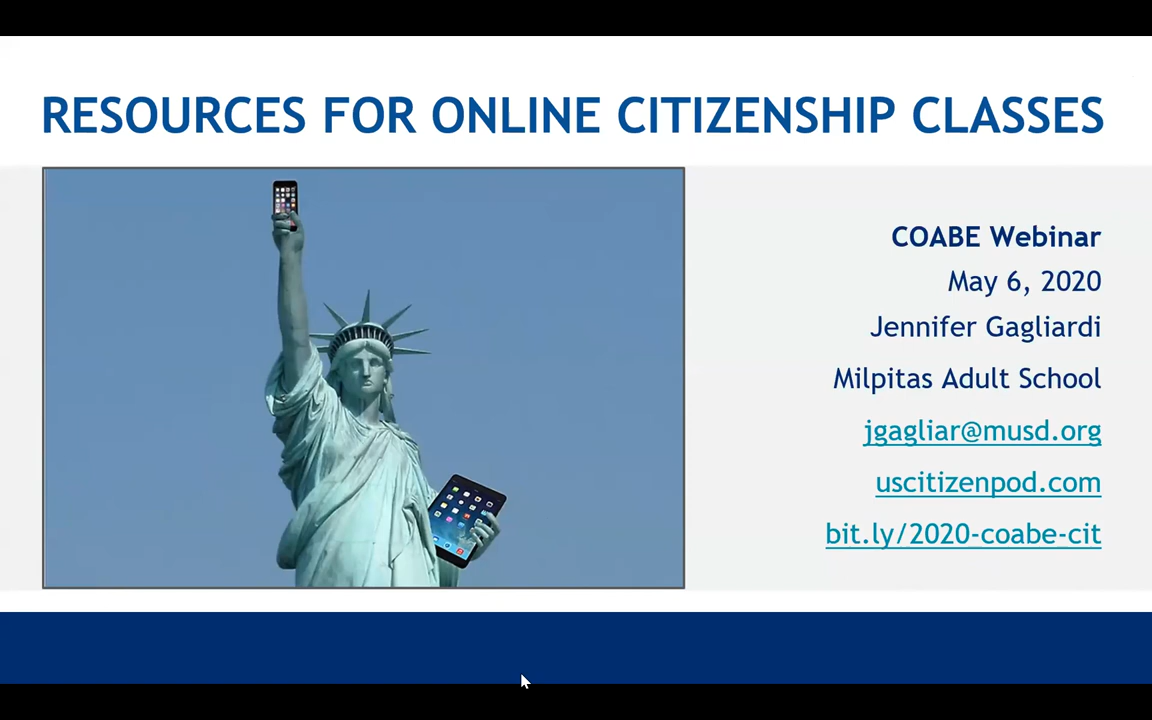 RESOURCES FOR ONLINE CITIZENSHIP CLASSES
COABE Webinar
May 6, 2020
Jennifer Gagliardi
Milpitas Adult School
jgagliar@musd.org
uscitizenpod.com
bit.ly/2020-coabe-cit